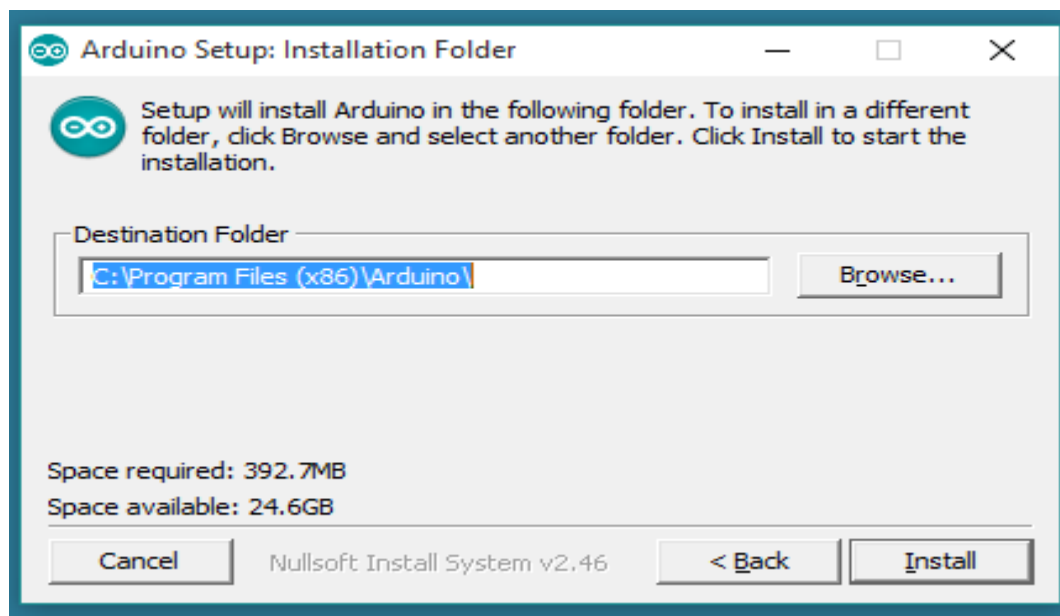 Arduino Setup: Installation Folder
Setup will install Arduino in the following folder. To install in a different
folder, click Browse and select another folder. Click Install to start the
installation.
Destination Folder
C:\Program Files (x86)\Arduino\
Browse...
Space required: 392.7MB
Space available: 24.6GB
Cancel
Nullsoft Install System v2.46
< Back
Install